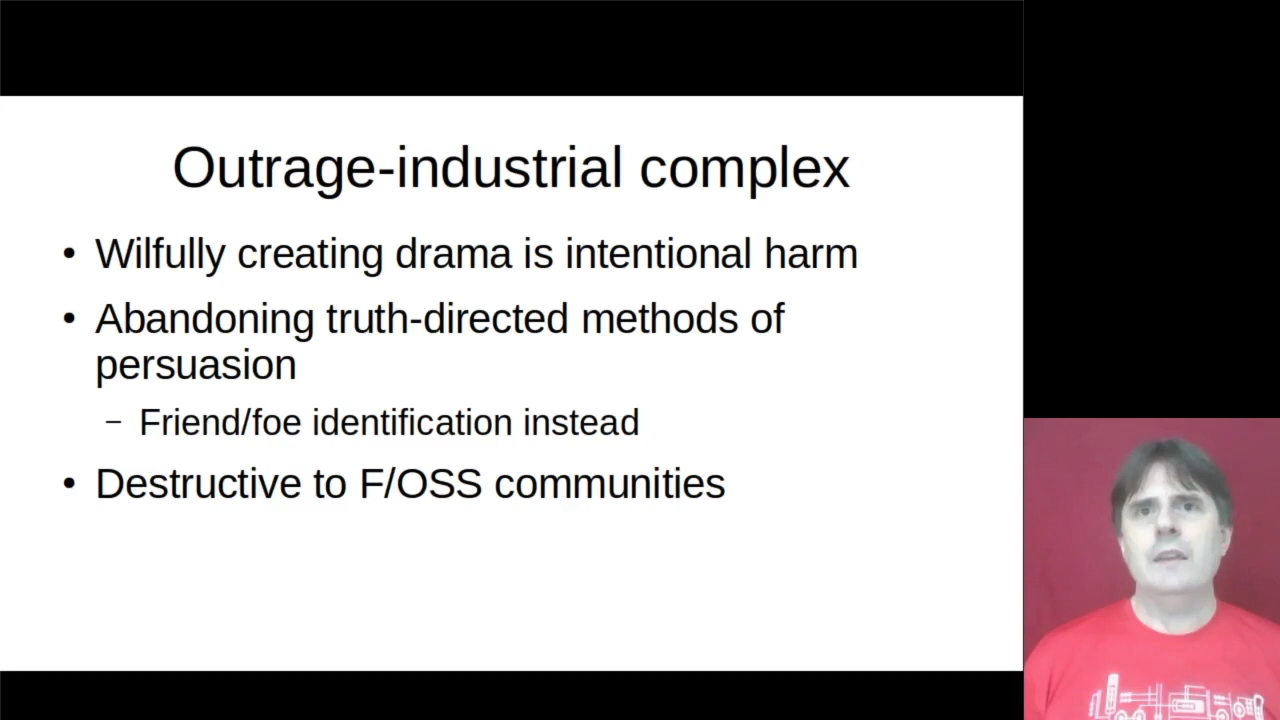 Outrage-industrial complex
• Wilfully creating drama is intentional harm
• Abandoning truth-directed methods of
persuasion
– Friend/foe identification instead
• Destructive to F/OSS communities